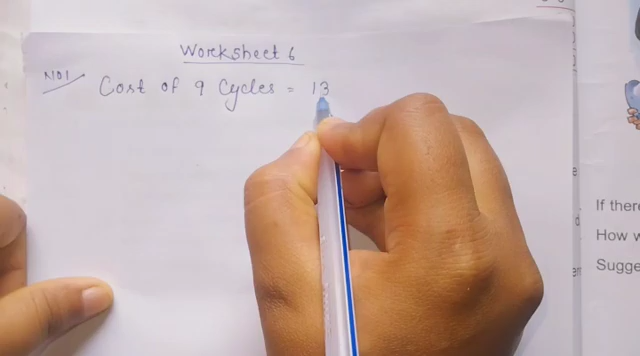 Worksheet 6
NO1
Cost of 9 Cycles = 13
If there
How w
Sugge